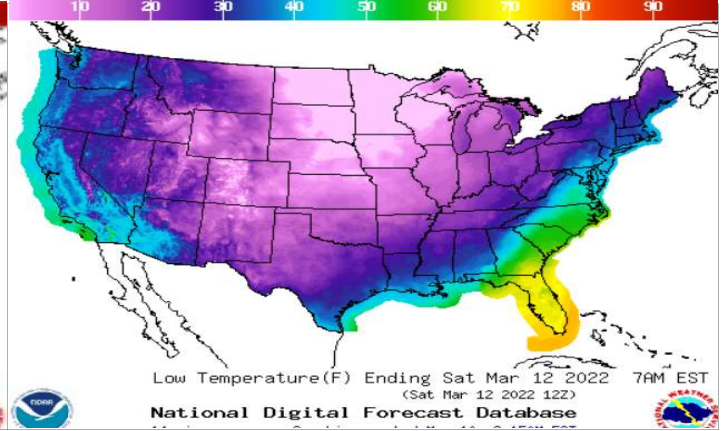 10 20 30 40 50 60 70 80 90
Low Temperature(F) Ending Sat Mar 12 2022 7AM EST
(Sat Mar 12 2022 12Z)
National Digital Forecast Database
NOAA